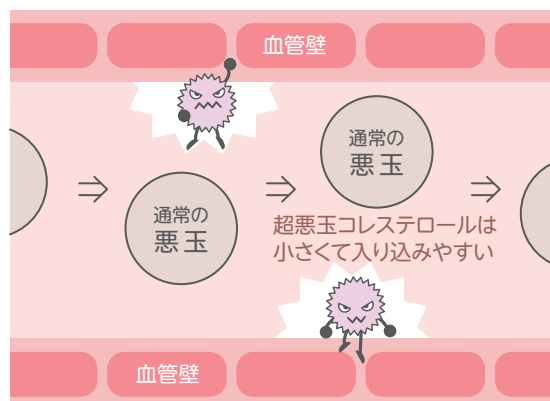 血管壁
通常の
悪玉
通常の
悪玉
超悪玉コレステロールは
小さくて入り込みやすい
血管壁